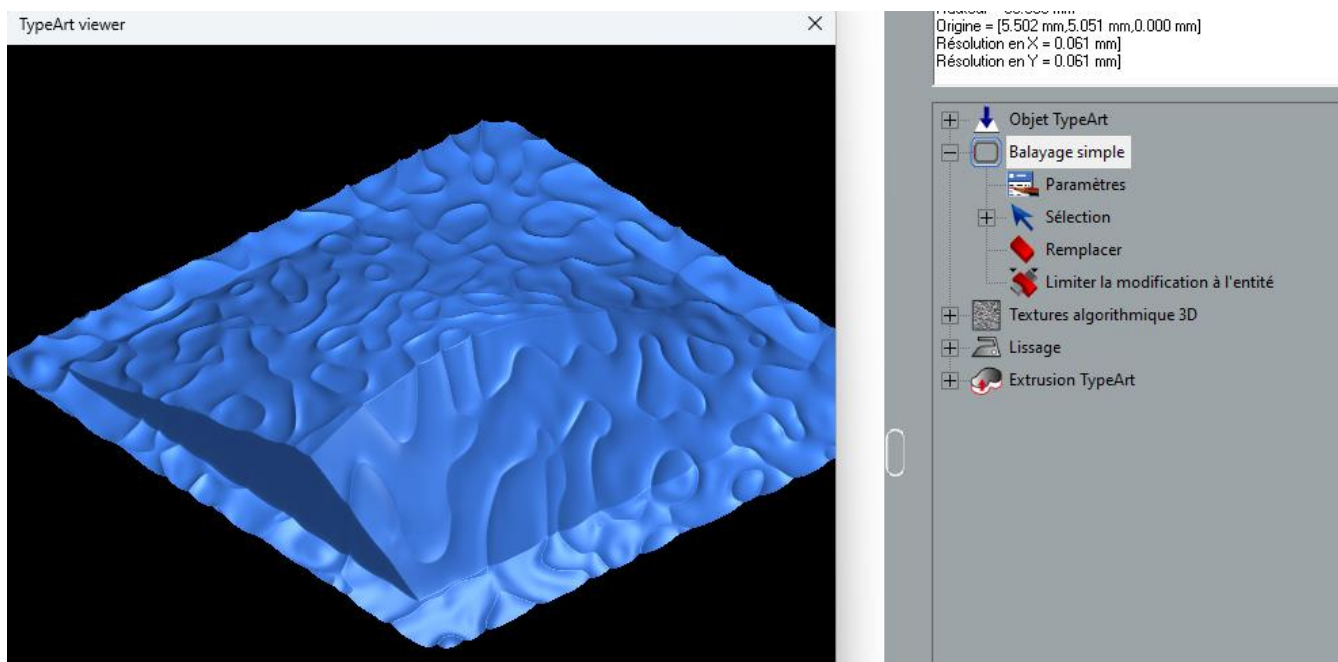 TypeArt viewer
Origine = [5.502 mm,5.051 mm,0.000 mm]
Résolution en X = 0.061 mm]
Résolution en Y = 0.061 mm]
Objet TypeArt
Balayage simple
Paramètres
Sélection
Remplacer
Limiter la modification à l'entité
Textures algorithmique 3D
Lissage
Extrusion TypeArt